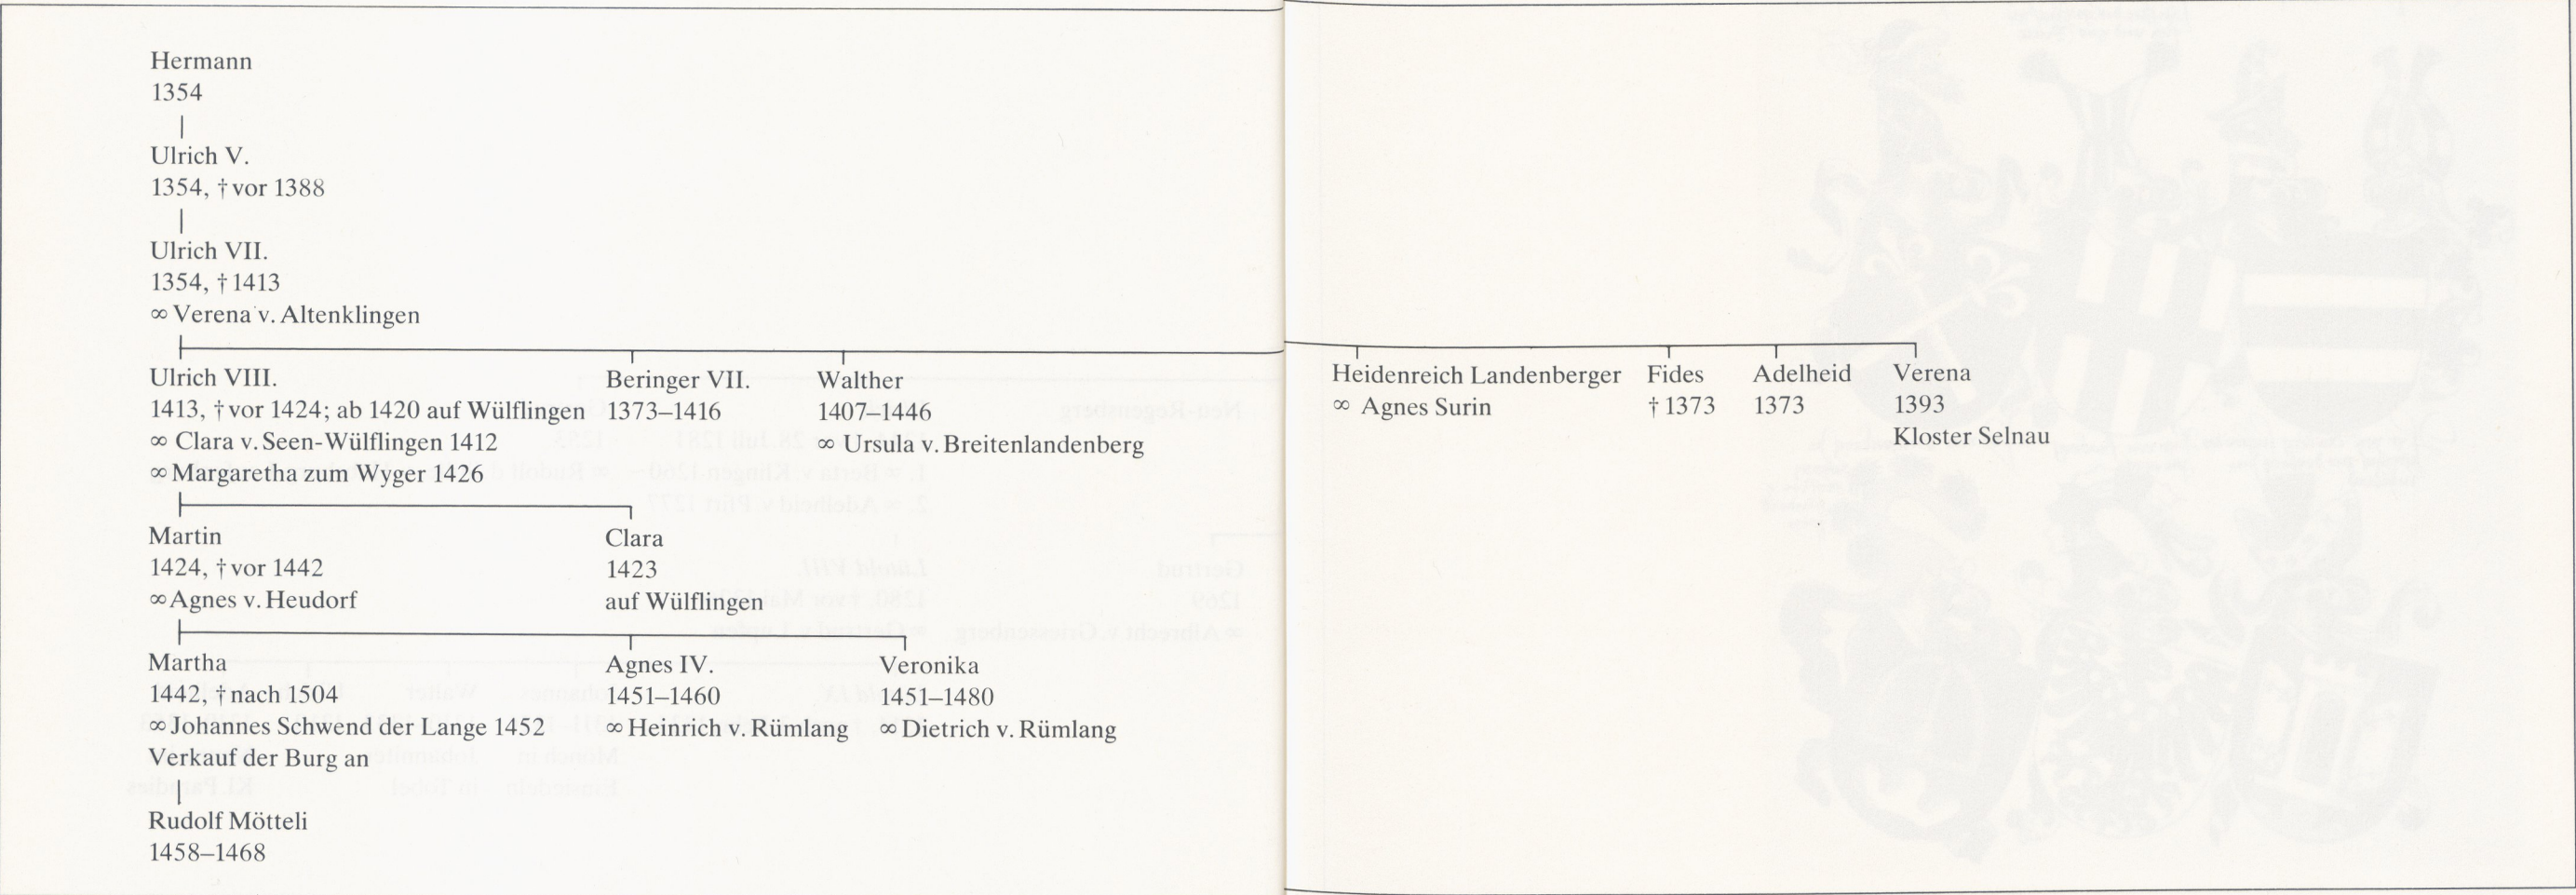 Hermann
1354
Ulrich V.
1354, † vor 1388
Ulrich VII.
1354, † 1413
∞ Verena v. Altenklingen
Ulrich VIII.
1413, † vor 1424; ab 1420 auf Wülflingen
∞ Clara v. Seen-Wülflingen 1412
∞ Margaretha zum Wyger 1426
Beringer VII.
1373–1416
Walther
1407–1446
∞ Ursula v. Breitenlandenberg
Heidenreich Landenberger
∞ Agnes Surin
Fides
† 1373
Adelheid
1373
Verena
1393
Kloster Selnau
Martin
1424, † vor 1442
∞ Agnes v. Heudorf
Clara
1423
auf Wülflingen
Martha
1442, † nach 1504
∞ Johannes Schwend der Lange 1452
Verkauf der Burg an
Agnes IV.
1451–1460
∞ Heinrich v. Rümlang
Veronika
1451–1480
∞ Dietrich v. Rümlang
Rudolf Mötteli
1458–1468